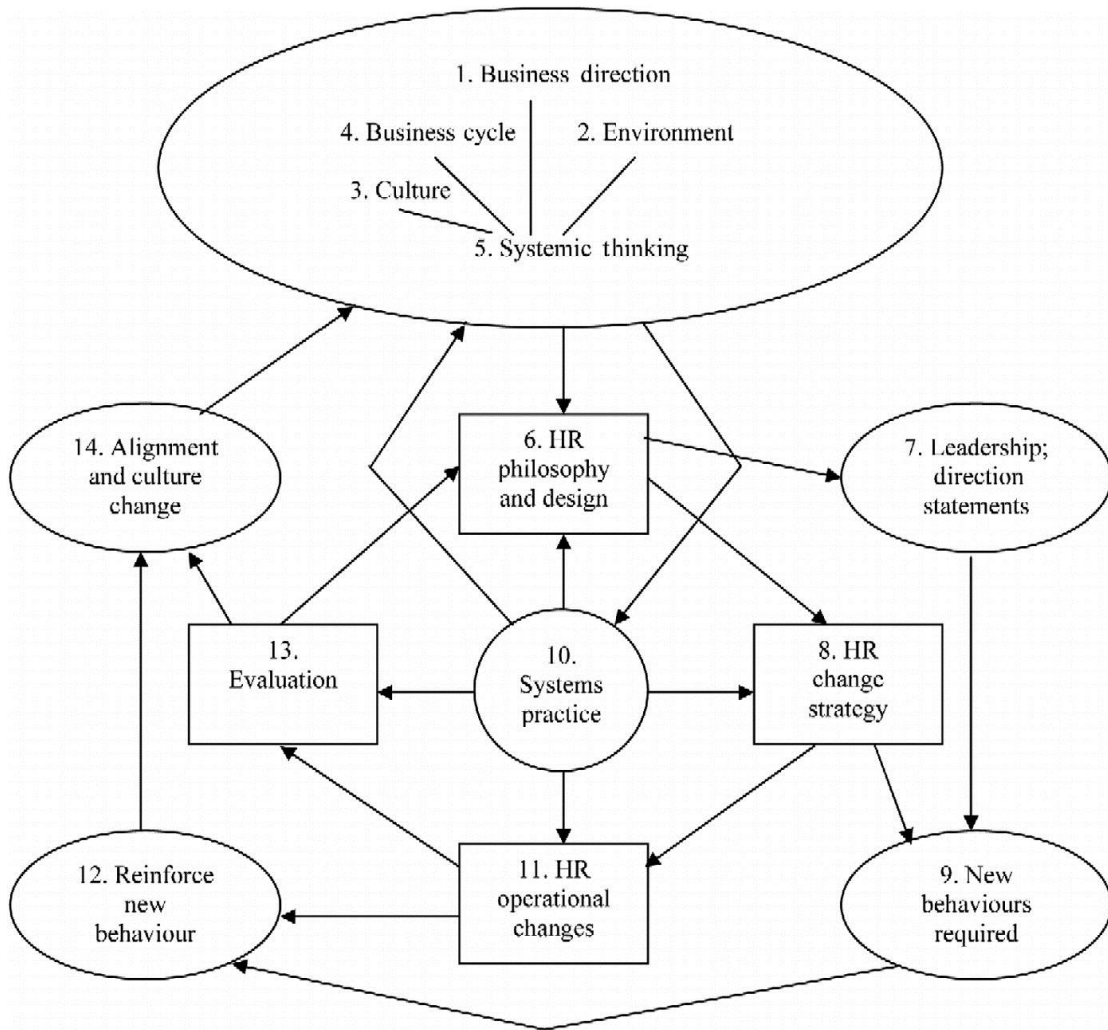 1. Business direction
4. Business cycle
2. Environment
3. Culture
5. Systemic thinking
14. Alignment
and culture
change
6. HR
philosophy
and design
7. Leadership;
direction
statements
13.
Evaluation
10.
Systems
practice
8. HR
change
strategy
12. Reinforce
new
behaviour
11. HR
operational
changes
9. New
behaviours
required